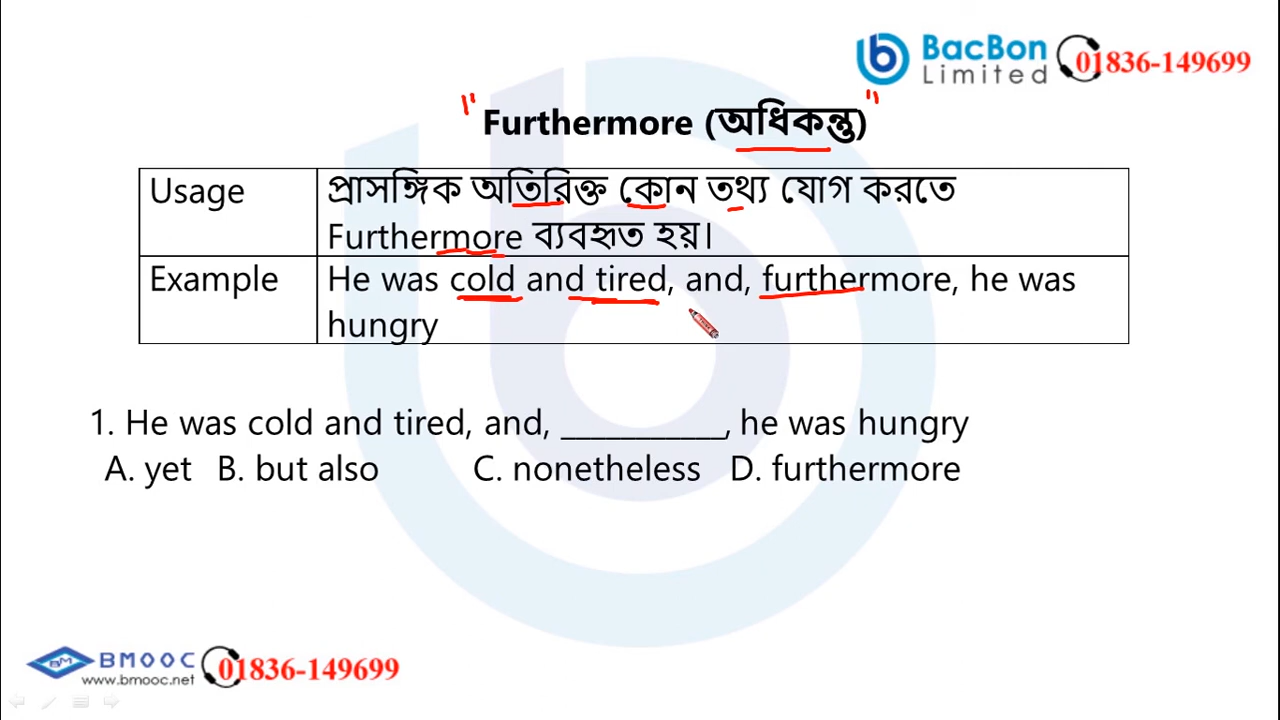 BacBon
Limited
01836-149699
"Furthermore (অধিকন্তু)"
Usage
প্রাসঙ্গিক অতিরিক্ত কোন তথ্য যোগ করতে
Furthermore ব্যবহৃত হয়।
Example
He was cold and tired, and, furthermore, he was
hungry
1. He was cold and tired, and, ___________, he was hungry
A. yet B. but also C. nonetheless D. furthermore
BM BMOOC
www.bmooc.net
01836-149699